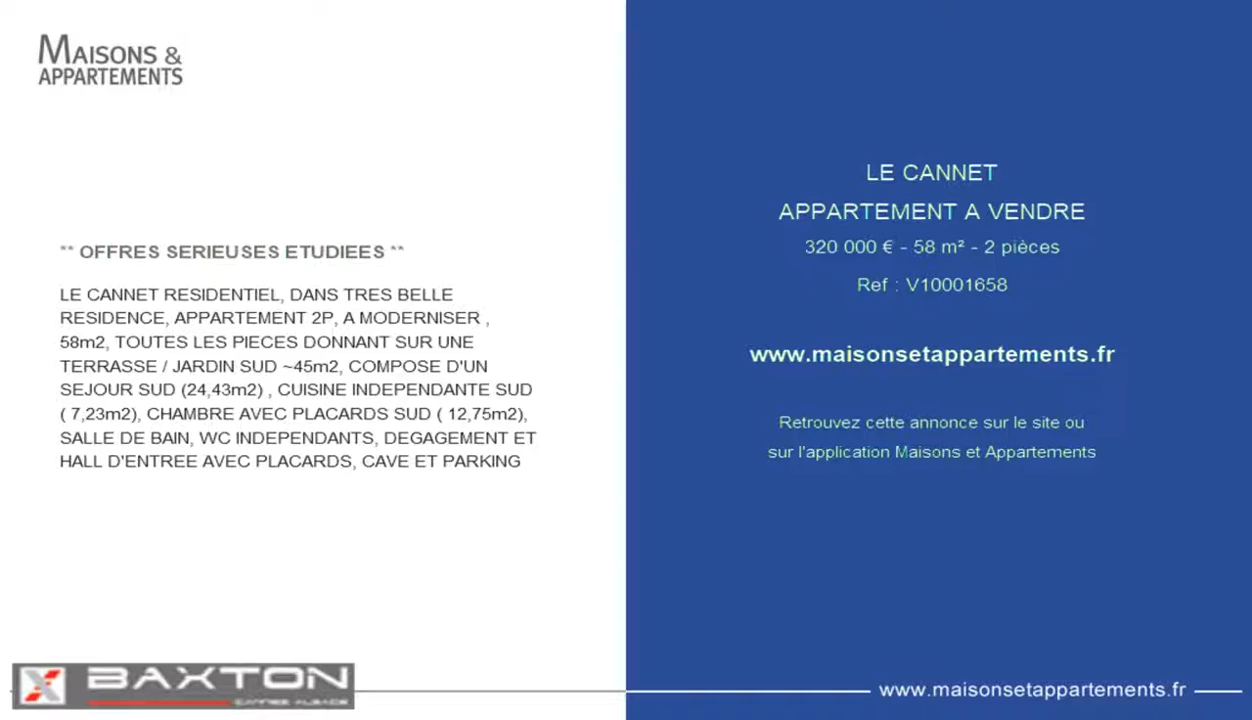 MAISONS &
APPARTEMENTS
** OFFRES SERIEUSES ETUDIEES **
LE CANNET RESIDENTIEL, DANS TRES BELLE
RESIDENCE, APPARTEMENT 2P, A MODERNISER ,
58m2, TOUTES LES PIECES DONNANT SUR UNE
TERRASSE / JARDIN SUD ~45m2, COMPOSE D'UN
SEJOUR SUD (24,43m2) , CUISINE INDEPENDANTE SUD
( 7,23m2), CHAMBRE AVEC PLACARDS SUD ( 12,75m2),
SALLE DE BAIN, WC INDEPENDANTS, DEGAGEMENT ET
HALL D'ENTREE AVEC PLACARDS, CAVE ET PARKING
BAXTON
LE CANNET
APPARTEMENT A VENDRE
320 000 € - 58 m² - 2 pièces
Ref : V10001658
www.maisonsetappartements.fr
Retrouvez cette annonce sur le site ou
sur l'application Maisons et Appartements
www.maisonsetappartements.fr